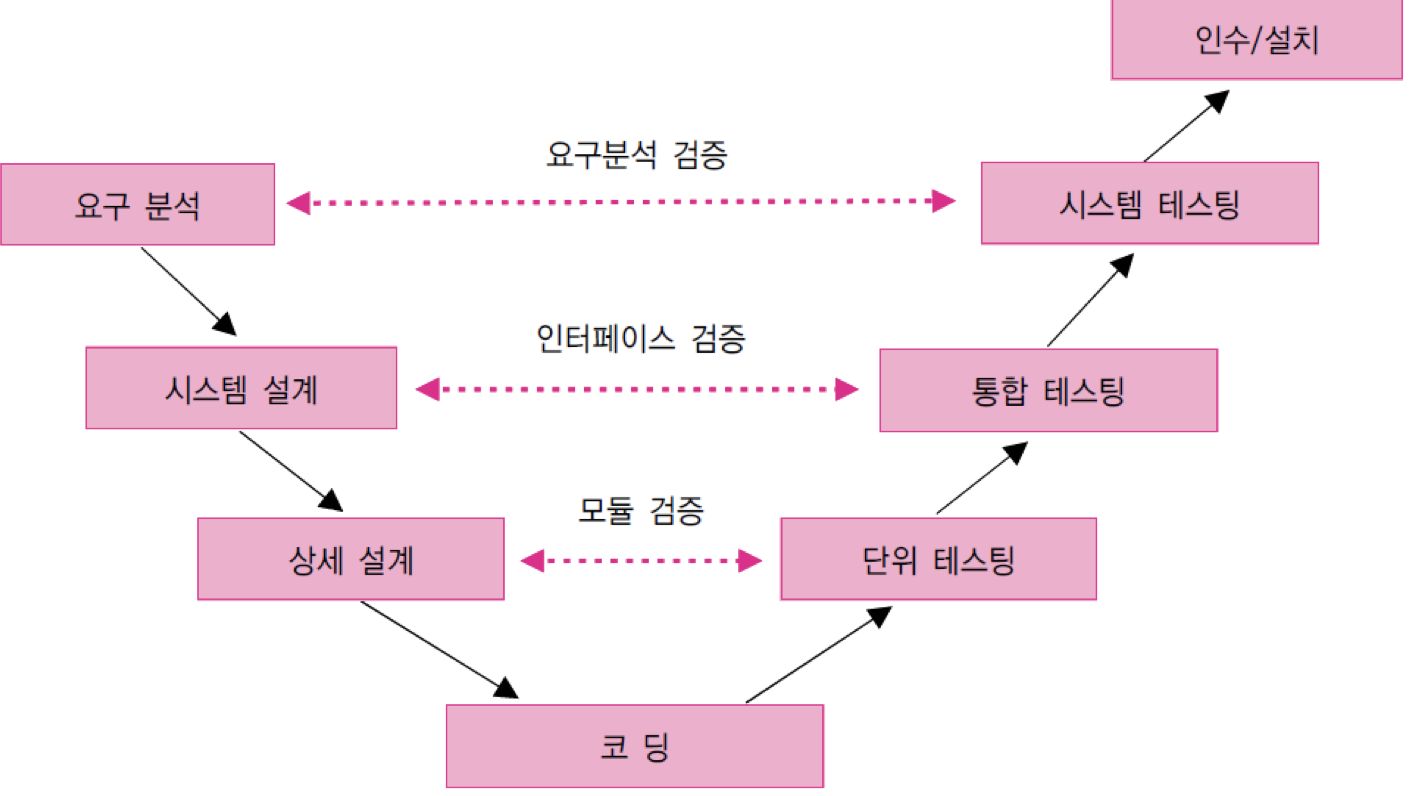 인수/설치
요구분석 검증
요구 분석
시스템 테스팅
인터페이스 검증
시스템 설계
통합 테스팅
모듈 검증
상세 설계
단위 테스팅
코 딩